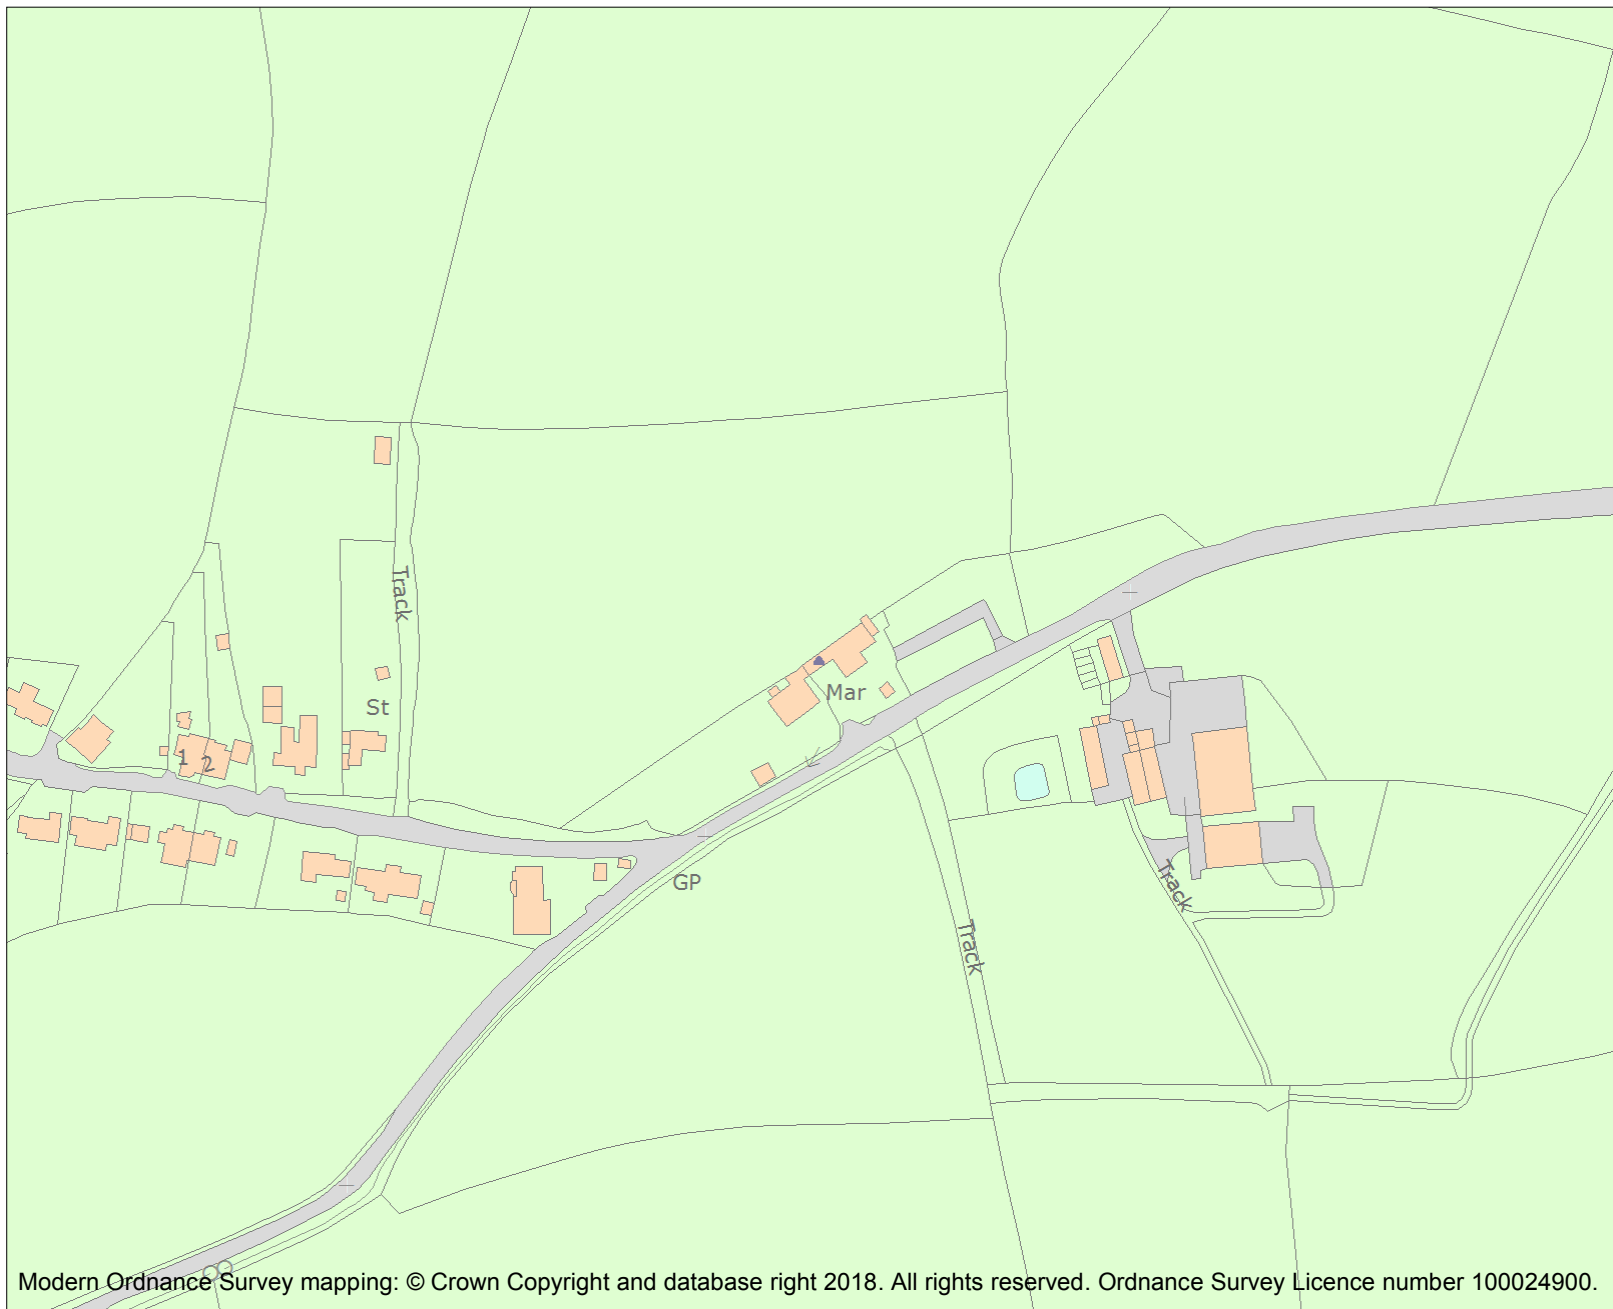 Track
St
Mar
1
2
GP
Track
Track
Modern Ordnance Survey mapping: © Crown Copyright and database right 2018. All rights reserved. Ordnance Survey Licence number 100024900.